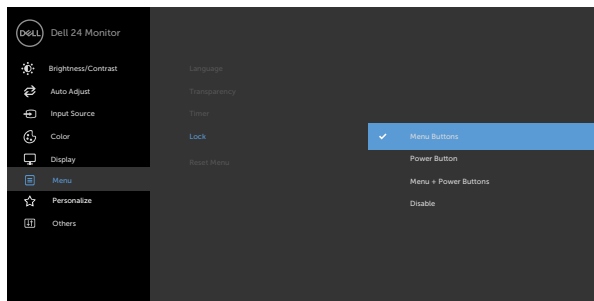 DELL
Dell 24 Monitor
Brightness/Contrast
Auto Adjust
Input Source
Color
Display
Menu
Personalize
Others
Language
Transparency
Timer
Lock
Reset Menu
Menu Buttons
Power Button
Menu + Power Buttons
Disable